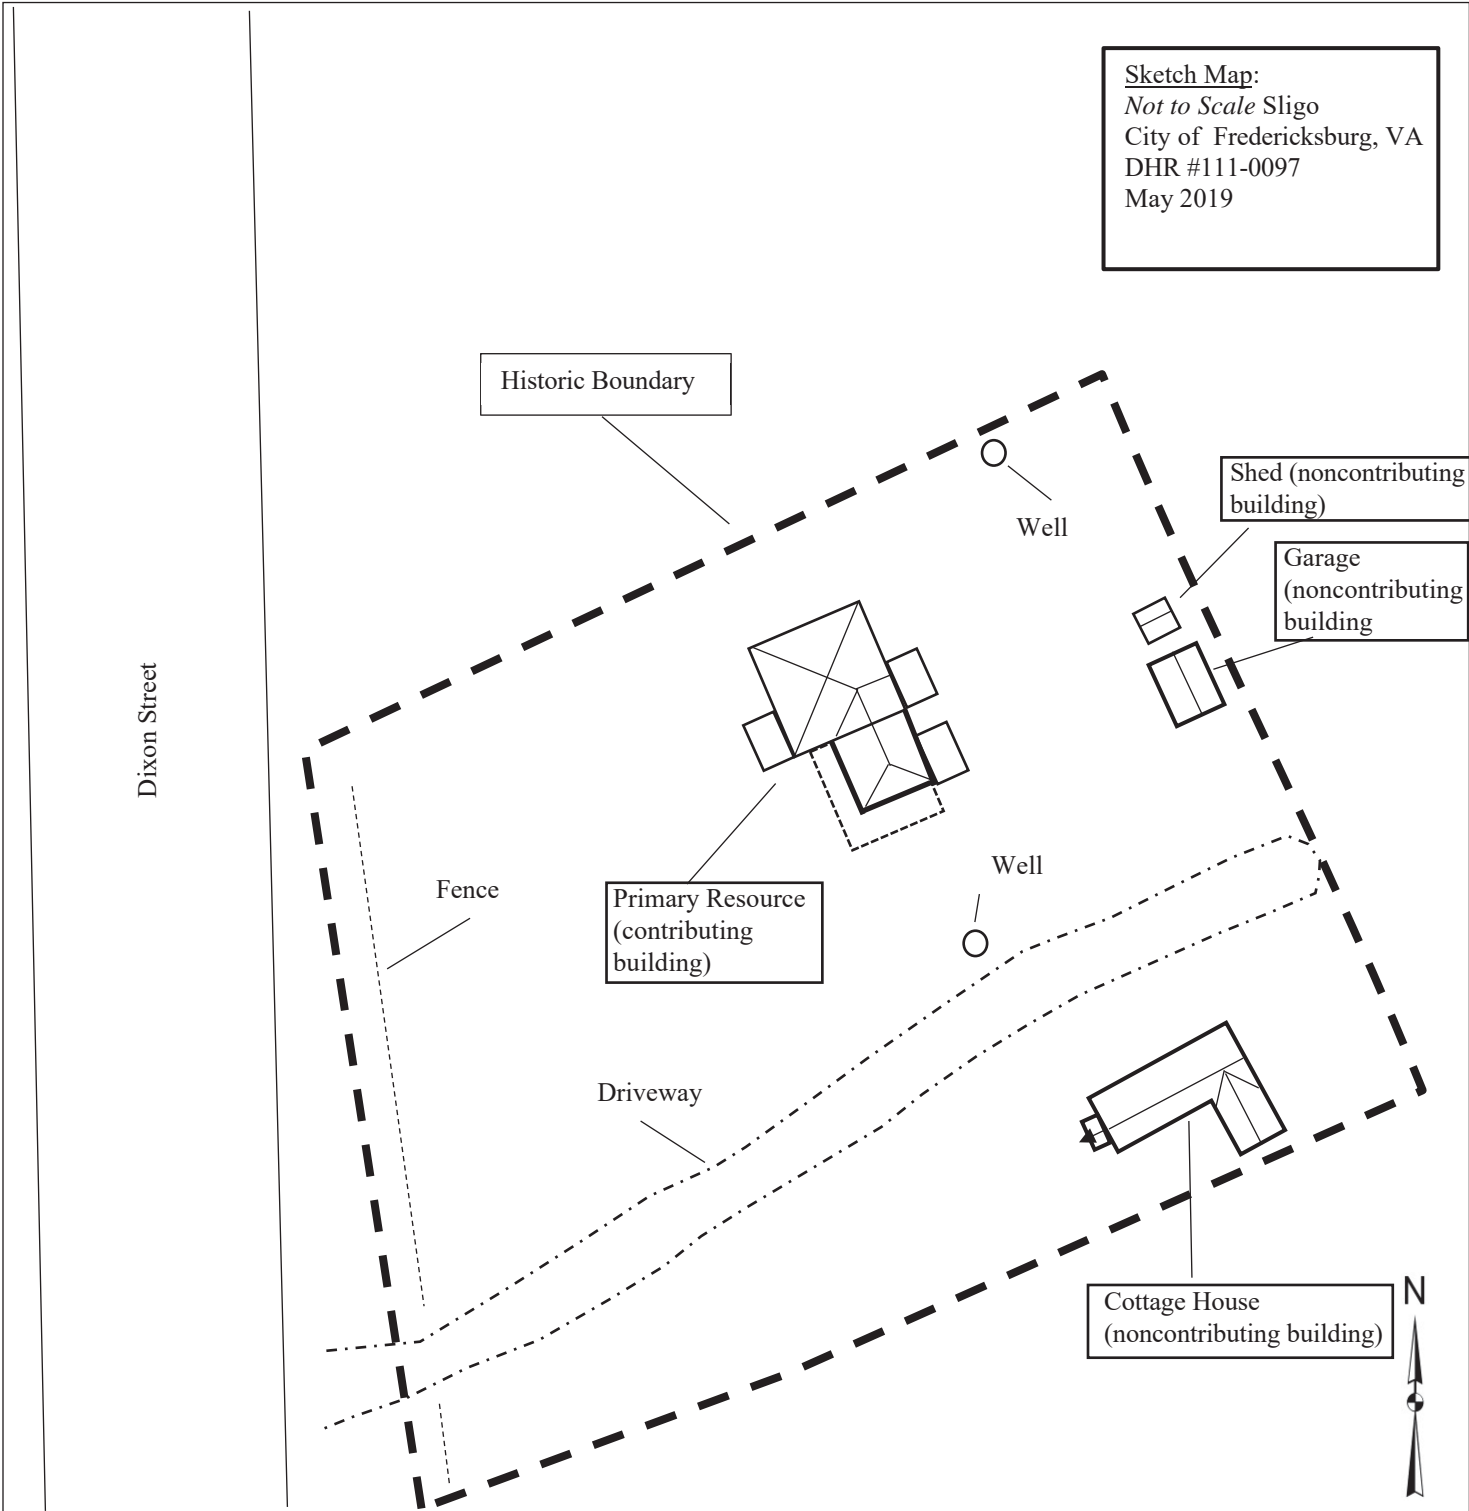 Sketch Map:
Not to Scale Sligo
City of Fredericksburg, VA
DHR #111-0097
May 2019
Historic Boundary
Well
Shed (noncontributing
building)
Garage
(noncontributing
building
Dixon Street
Fence
Primary Resource
(contributing
building)
Well
Driveway
Cottage House
(noncontributing building)
N